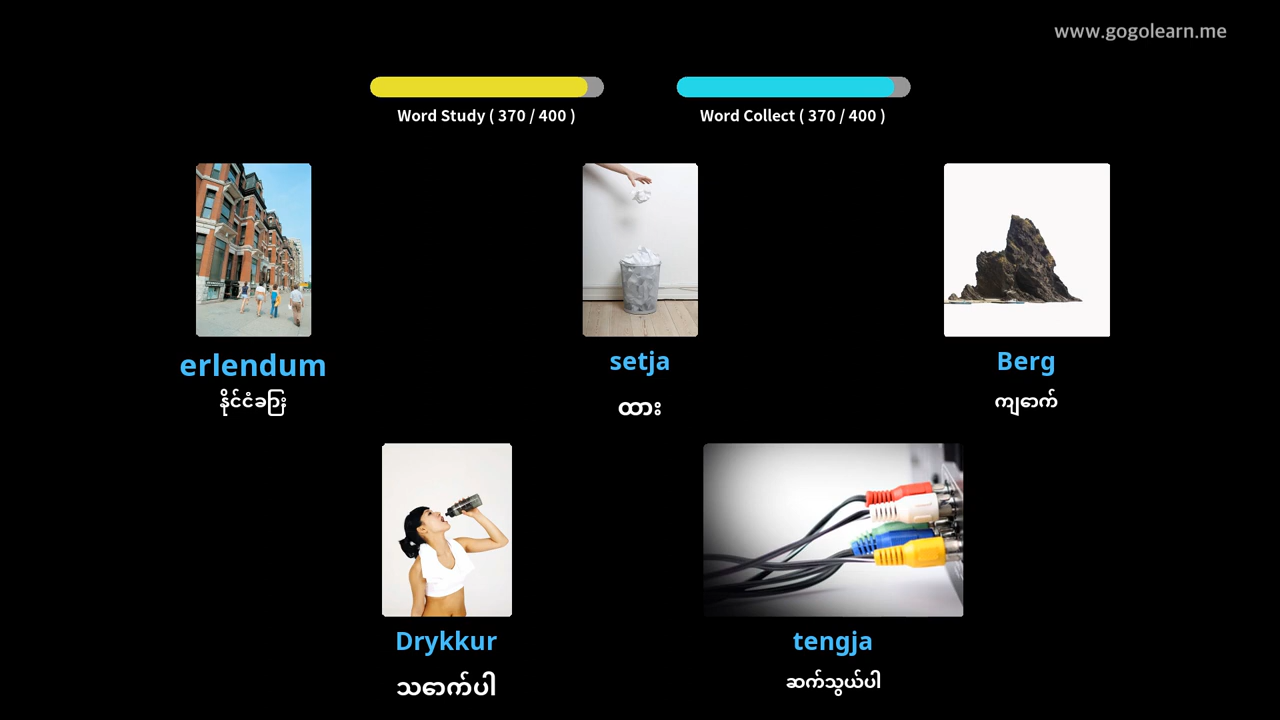 www.gogolearn.me
Word Study ( 370 / 400 )
Word Collect ( 370 / 400 )
erlendum
နိုင်ငံခြား
setja
ထား
Berg
ကျောက်
Drykkur
သောက်ပါ
tengja
ဆက်သွယ်ပါ